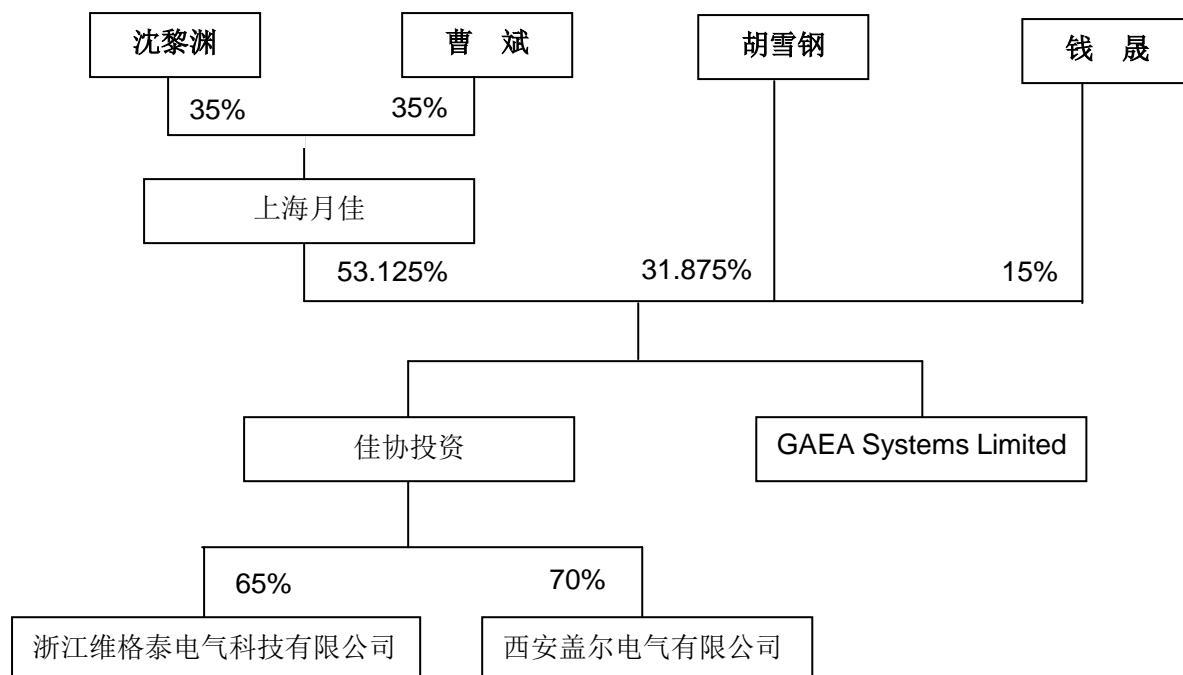 沈黎渊
曹 斌
胡雪钢
钱 晟
35%
35%
上海月佳
53.125%
31.875%
15%
佳协投资
GAEA Systems Limited
65%
70%
浙江维格泰电气科技有限公司
西安盖尔电气有限公司